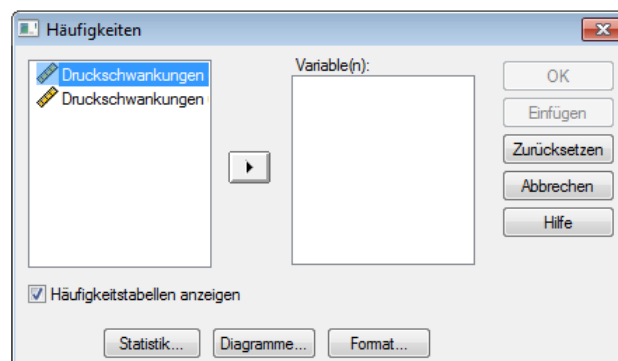 Häufigkeiten
Druckschwankungen
Druckschwankungen
Variable(n):
OK
Einfügen
Zurücksetzen
Abbrechen
Hilfe
Häufigkeitstabellen anzeigen
Statistik...
Diagramme...
Format...